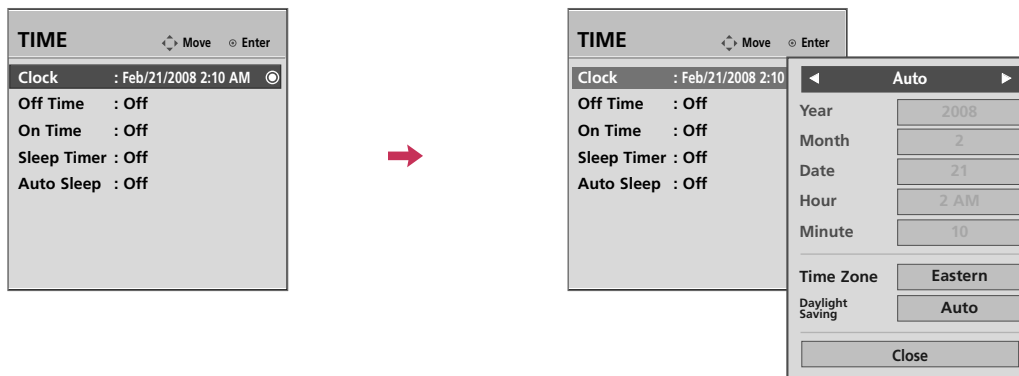 TIME Move Enter
Clock : Feb/21/2008 2:10 AM
Off Time : Off
On Time : Off
Sleep Timer : Off
Auto Sleep : Off
TIME Move Enter
Clock : Feb/21/2008 2:10
Off Time : Off
On Time : Off
Sleep Timer : Off
Auto Sleep : Off
Auto
Year 2008
Month 2
Date 21
Hour 2 AM
Minute 10
Time Zone Eastern
Daylight
Saving Auto
Close